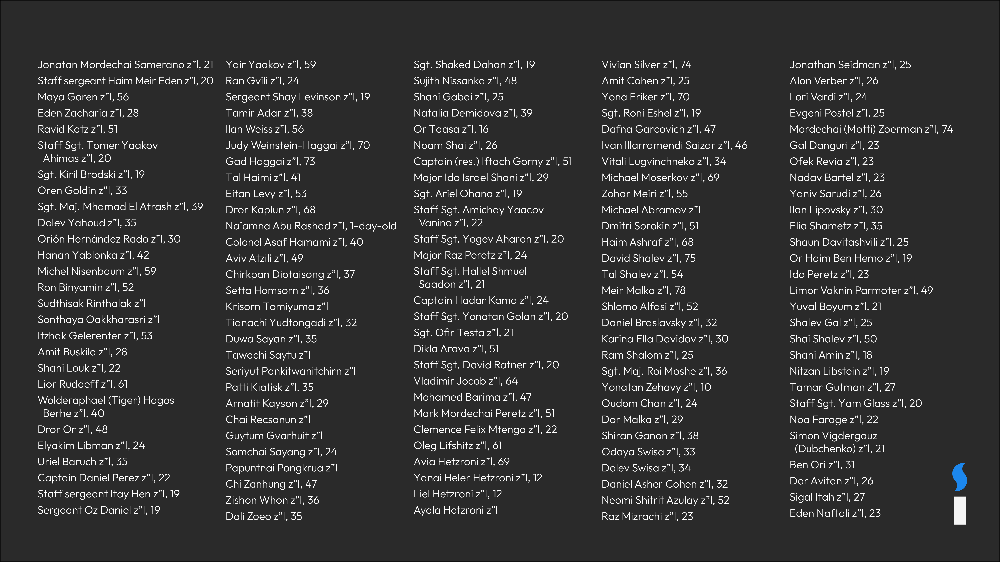 Jonatan Mordechai Samerano z”l, 21
Staff sergeant Haim Meir Eden z”l, 20
Maya Goren z”l, 56
Eden Zacharia z”l, 28
Ravid Katz z”l, 51
Staff Sgt. Tomer Yaakov
Ahimas z”l, 20
Sgt. Kiril Brodski z”l, 19
Oren Goldin z”l, 33
Sgt. Maj. Mhamad El Atrash z”l, 39
Dolev Yahoud z”l, 35
Orión Hernández Rado z”l, 30
Hanan Yablonka z”l, 42
Michel Nisenbaum z”l, 59
Ron Binyamin z”l, 52
Sudthisak Rinthalak z”l
Sonthaya Oakkharasri z”l
Itzhak Gelerenter z”l, 53
Amit Buskila z”l, 28
Shani Louk z”l, 22
Lior Rudaeff z”l, 61
Wolderaphael (Tiger) Hagos
Berhe z”l, 40
Dror Or z”l, 48
Elyakim Libman z”l, 24
Uriel Baruch z”l, 35
Captain Daniel Perez z”l, 22
Staff sergeant Itay Hen z”l, 19
Sergeant Oz Daniel z”l, 19
Yair Yaakov z”l, 59
Ran Gvili z”l, 24
Sergeant Shay Levinson z”l, 19
Tamir Adar z”l, 38
Ilan Weiss z”l, 56
Judy Weinstein-Haggai z”l, 70
Gad Haggai z”l, 73
Tal Haimi z”l, 41
Eitan Levy z”l, 53
Dror Kaplun z”l, 68
Na’amna Abu Rashad z”l, 1-day-old
Colonel Asaf Hamami z”l, 40
Aviv Atzili z”l, 49
Chirkpan Diotaisong z”l, 37
Setta Homsorn z”l, 36
Krisorn Tomiyuma z”l
Tianachi Yudtongadi z”l, 32
Duwa Sayan z”l, 35
Tawachi Saytu z”l
Seriyut Pankitwanitchirn z”l
Patti Kiatisk z”l, 35
Arnatit Kayson z”l, 29
Chai Recsanun z”l
Guytum Gvarhuit z”l
Somchai Sayang z”l, 24
Papuntnai Pongkrua z”l
Chi Zanhung z”l, 47
Zishon Whon z”l, 36
Dali Zoeo z”l, 35
Sgt. Shaked Dahan z”l, 19
Sujith Nissanka z”l, 48
Shani Gabai z”l, 25
Natalia Demidova z”l, 39
Or Taasa z”l, 16
Noam Shai z”l, 26
Captain (res.) Iftach Gorny z”l, 51
Major Ido Israel Shani z”l, 29
Sgt. Ariel Ohana z”l, 19
Staff Sgt. Amichay Yaacov
Vanino z”l, 22
Staff Sgt. Yogev Aharon z”l, 20
Major Raz Peretz z”l, 24
Staff Sgt. Hallel Shmuel
Saadon z”l, 21
Captain Hadar Kama z”l, 24
Staff Sgt. Yonatan Golan z”l, 20
Sgt. Ofir Testa z”l, 21
Dikla Arava z”l, 51
Staff Sgt. David Ratner z”l, 20
Vladimir Jocob z”l, 64
Mohamed Barima z”l, 47
Mark Mordechai Peretz z”l, 51
Clemence Felix Mtenga z”l, 22
Oleg Lifshitz z”l, 61
Avia Hetzroni z”l, 69
Yanai Heler Hetzroni z”l, 12
Liel Hetzroni z”l, 12
Ayala Hetzroni z”l
Vivian Silver z”l, 74
Amit Cohen z”l, 25
Yona Friker z”l, 70
Sgt. Roni Eshel z”l, 19
Dafna Garcovich z”l, 47
Ivan Illarramendi Saizar z”l, 46
Vitali Lugvinchneko z”l, 34
Michael Moserkov z”l, 69
Zohar Meiri z”l, 55
Michael Abramov z”l
Dmitri Sorokin z”l, 51
Haim Ashraf z”l, 68
David Shalev z”l, 75
Tal Shalev z”l, 54
Meir Malka z”l, 78
Shlomo Alfasi z”l, 52
Daniel Braslavsky z”l, 32
Karina Ella Davidov z”l, 30
Ram Shalom z”l, 25
Sgt. Maj. Roi Moshe z”l, 36
Yonatan Zehavy z”l, 10
Oudom Chan z”l, 24
Dor Malka z”l, 29
Shiran Ganon z”l, 38
Odaya Swisa z”l, 33
Dolev Swisa z”l, 34
Daniel Asher Cohen z”l, 32
Neomi Shitrit Azulay z”l, 52
Raz Mizrachi z”l, 23
Jonathan Seidman z”l, 25
Alon Verber z”l, 26
Lori Vardi z”l, 24
Evgeni Postel z”l, 25
Mordechai (Motti) Zoerman z”l, 74
Gal Danguri z”l, 23
Ofek Revia z”l, 23
Nadav Bartel z”l, 23
Yaniv Sarudi z”l, 26
Ilan Lipovsky z”l, 30
Elia Shametz z”l, 35
Shaun Davitashvili z”l, 25
Or Haim Ben Hemo z”l, 19
Ido Peretz z”l, 23
Limor Vaknin Parmoter z”l, 49
Yuval Boyum z”l, 21
Shalev Gal z”l, 25
Shai Shalev z”l, 50
Shani Amin z”l, 18
Nitzan Libstein z”l, 19
Tamar Gutman z”l, 27
Staff Sgt. Yam Glass z”l, 20
Noa Farage z”l, 22
Simon Vigdergauz
(Dubchenko) z”l, 21
Ben Ori z”l, 31
Dor Avitan z”l, 26
Sigal Itah z”l, 27
Eden Naftali z”l, 23